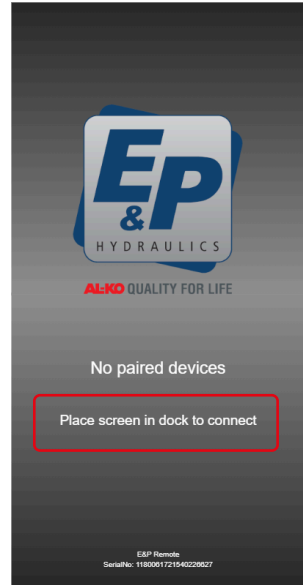 E&P
HYDRAULICS
AL-KO QUALITY FOR LIFE
No paired devices
Place screen in dock to connect
E&P Remote
SerialNo: 1180061721540226627